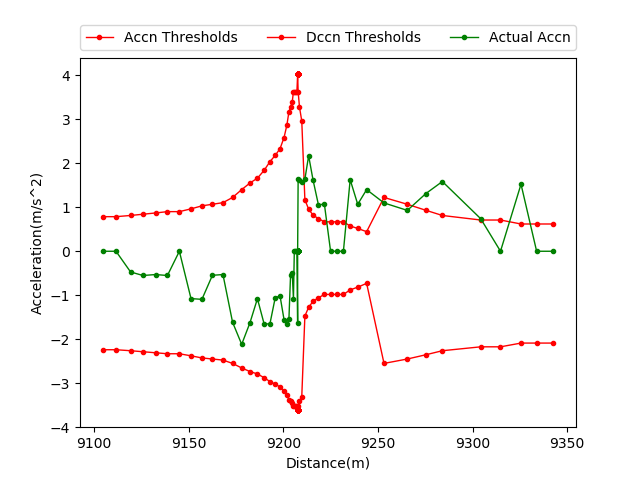 Accn Thresholds Dccn Thresholds Actual Accn
4
3
2
1
0
−1
−2
−3
−4
Acceleration(m/s^2)
9100 9150 9200 9250 9300 9350
Distance(m)